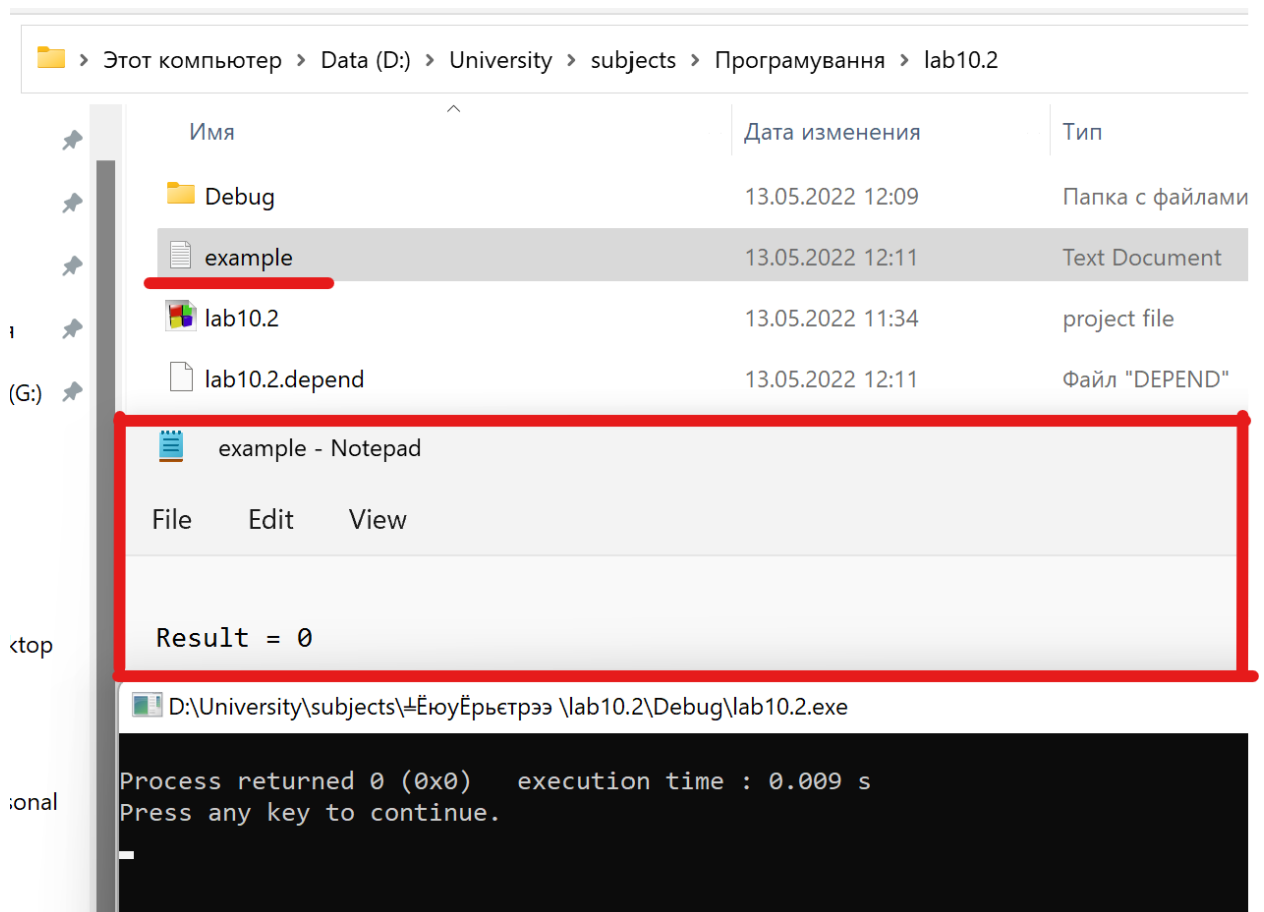 Этот компьютер > Data (D:) > University > subjects > Програмування > lab10.2
Имя Дата изменения Тип
Debug 13.05.2022 12:09 Папка с файлами
example 13.05.2022 12:11 Text Document
lab10.2 13.05.2022 11:34 project file
lab10.2.depend 13.05.2022 12:11 Файл "DEPEND"
(G:)
example - Notepad
File Edit View
Result = 0
D:\University\subjects\╧ЁюуЁрьєтрээ \lab10.2\Debug\lab10.2.exe
Process returned 0 (0x0) execution time : 0.009 s
Press any key to continue.